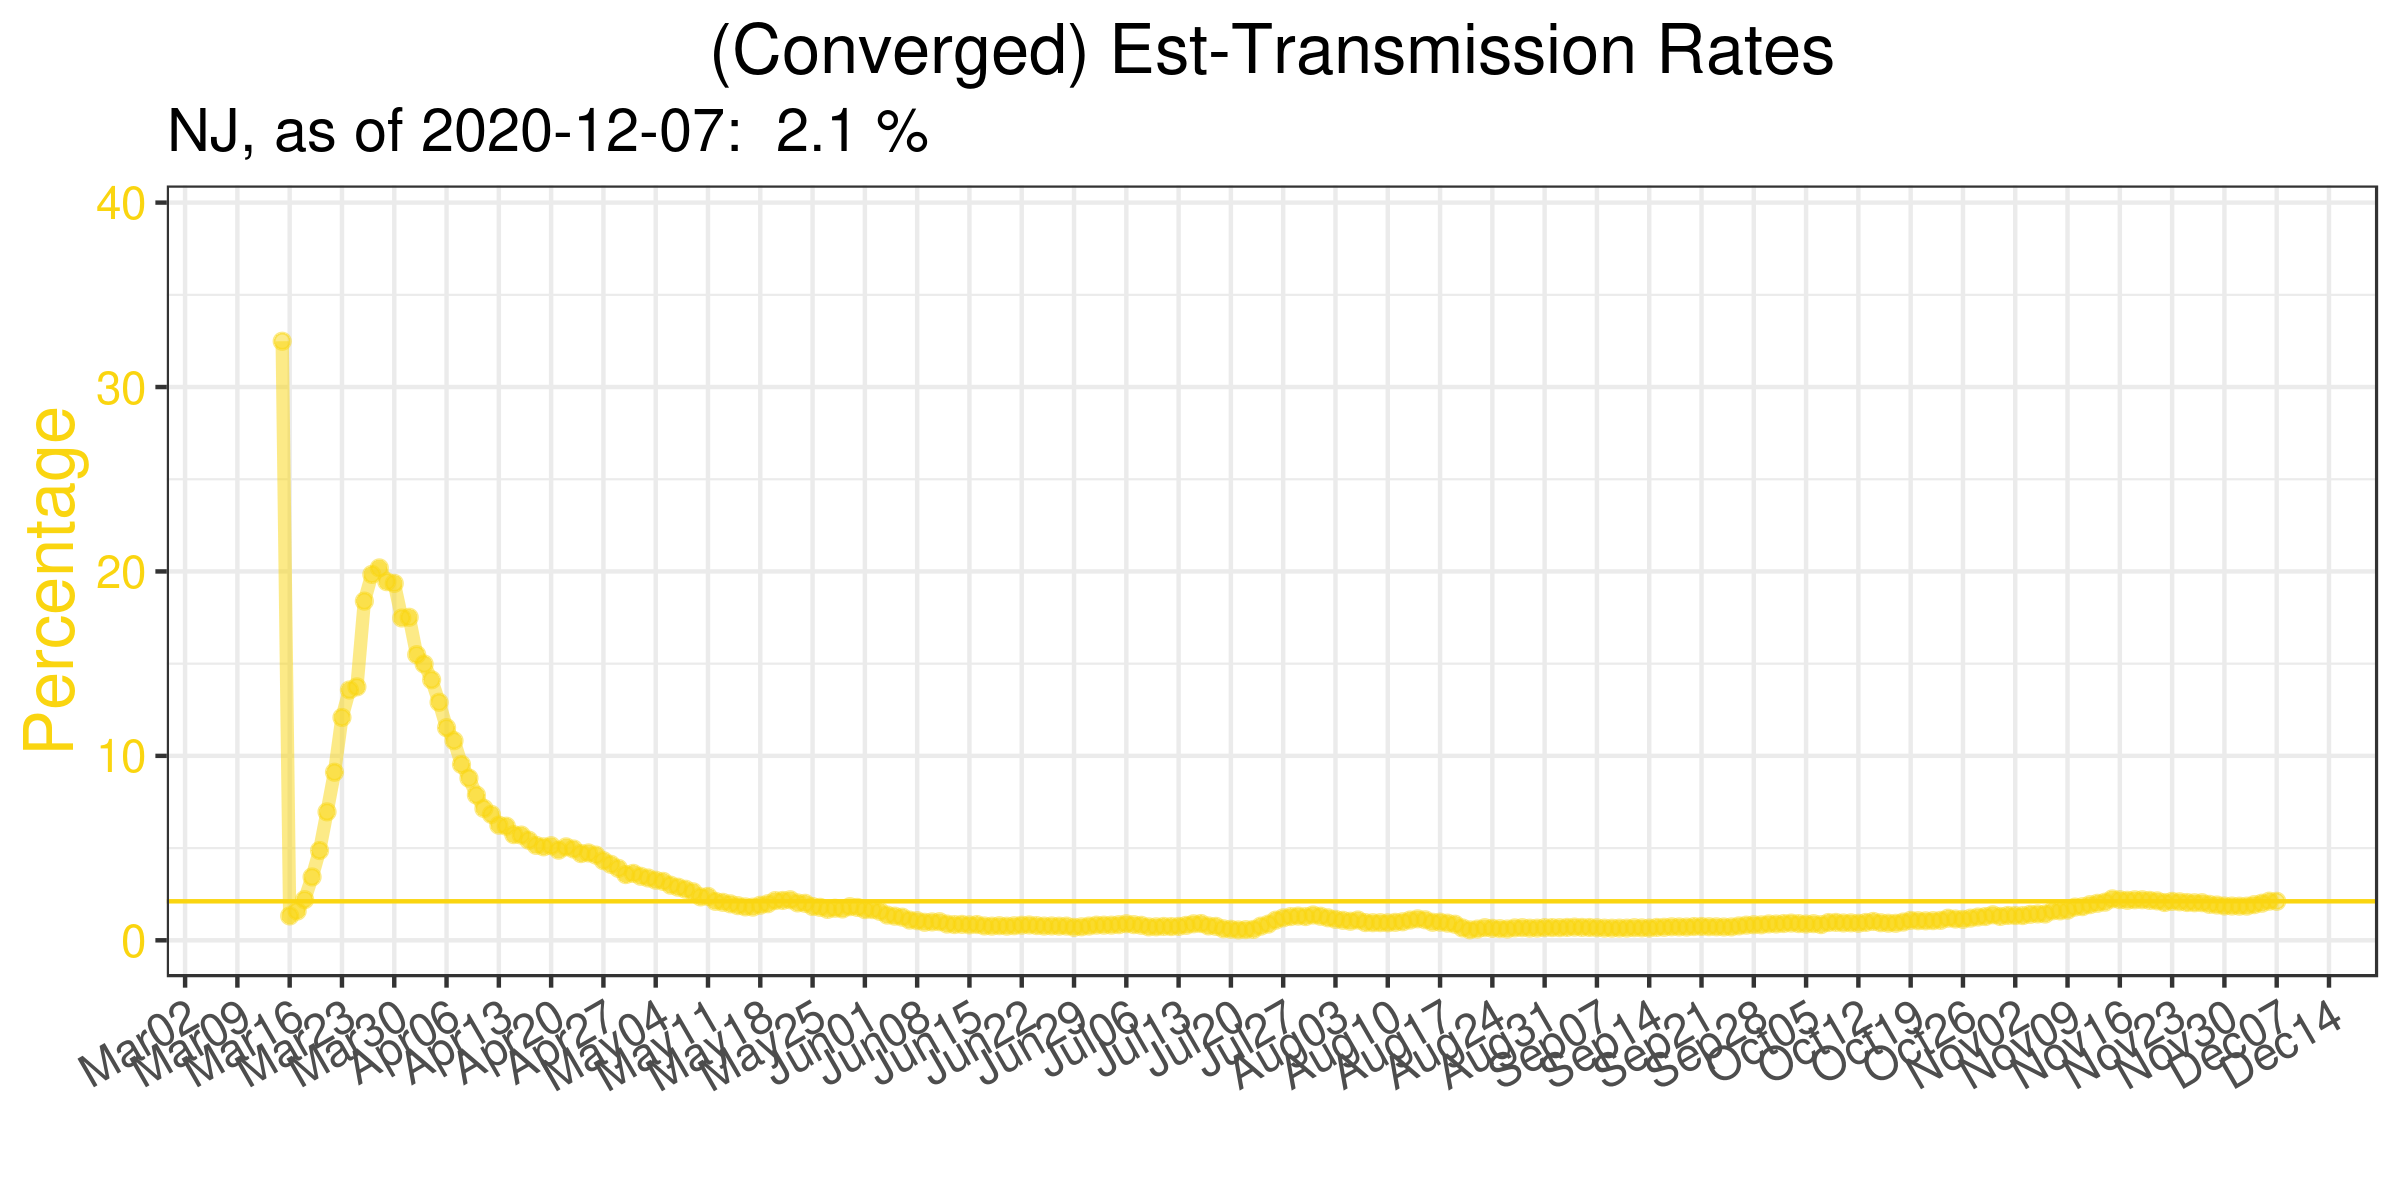 (Converged) Est-Transmission Rates
NJ, as of 2020-12-07:  2.1 %
Percentage
40
30
20
10
0
Mar02
Mar09
Mar16
Mar23
Mar30
Apr06
Apr13
Apr20
Apr27
May04
May11
May18
May25
Jun01
Jun08
Jun15
Jun22
Jun29
Jul06
Jul13
Jul20
Jul27
Aug03
Aug10
Aug17
Aug24
Aug31
Sep07
Sep14
Sep21
Sep28
Oct05
Oct12
Oct19
Oct26
Nov02
Nov09
Nov16
Nov23
Nov30
Dec07
Dec14